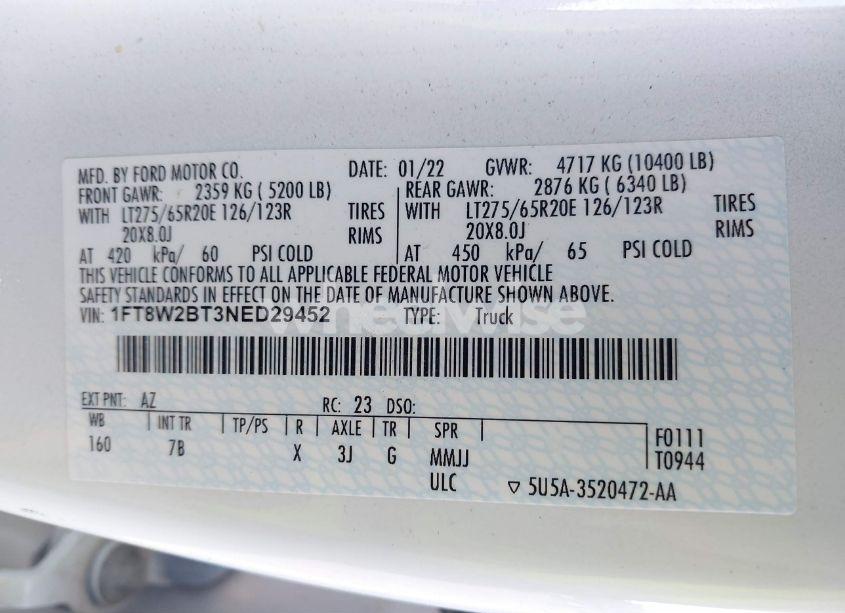 MFD. BY FORD MOTOR CO. DATE: 01/22 GVWR: 4717 KG (10400 LB)
FRONT GAWR: 2359 KG ( 5200 LB) REAR GAWR: 2876 KG ( 6340 LB)
WITH LT275/65R20E 126/123R TIRES WITH LT275/65R20E 126/123R TIRES
20X8.0J RIMS 20X8.0J RIMS
AT 420 kPa/ 60 PSI COLD AT 450 kPa/ 65 PSI COLD
THIS VEHICLE CONFORMS TO ALL APPLICABLE FEDERAL MOTOR VEHICLE
SAFETY STANDARDS IN EFFECT ON THE DATE OF MANUFACTURE SHOWN ABOVE.
VIN: 1FT8W2BT3NED29452 TYPE: Truck
EXT PNT: AZ RC: 23 DSO:
WB INT TR TP/PS R AXLE TR SPR F0111
160 7B X 3J G MMJJ T0944
ULC ▽ 5U5A-3520472-AA